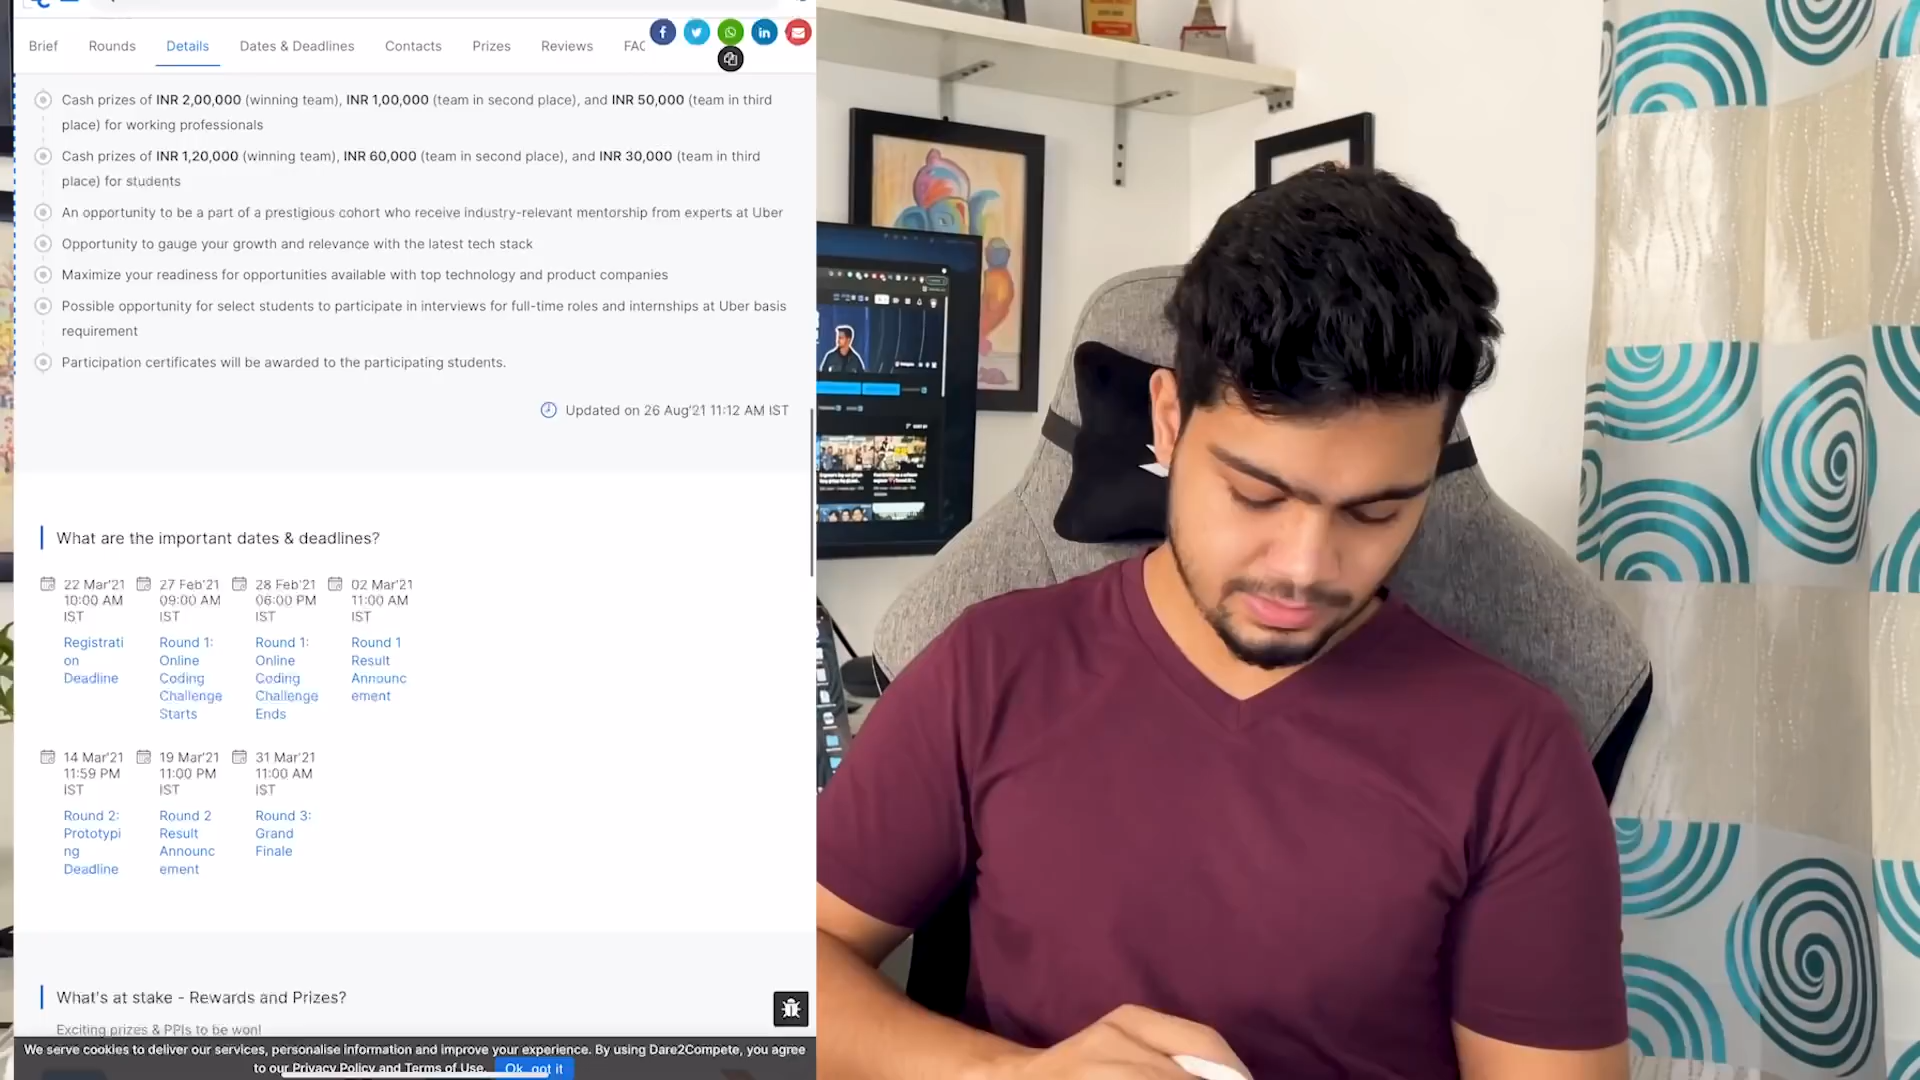 Brief Rounds Details Dates & Deadlines Contacts Prizes Reviews FAQ
Cash prizes of INR 2,00,000 (winning team), INR 1,00,000 (team in second place), and INR 50,000 (team in third
place) for working professionals
Cash prizes of INR 1,20,000 (winning team), INR 60,000 (team in second place), and INR 30,000 (team in third
place) for students
An opportunity to be a part of a prestigious cohort who receive industry-relevant mentorship from experts at Uber
Opportunity to gauge your growth and relevance with the latest tech stack
Maximize your readiness for opportunities available with top technology and product companies
Possible opportunity for select students to participate in interviews for full-time roles and internships at Uber basis
requirement
Participation certificates will be awarded to the participating students.
Updated on 26 Aug'21 11:12 AM IST
What are the important dates & deadlines?
22 Mar'21
10:00 AM
IST
Registrati
on
Deadline
27 Feb'21
09:00 AM
IST
Round 1:
Online
Coding
Challenge
Starts
28 Feb'21
06:00 PM
IST
Round 1:
Online
Coding
Challenge
Ends
02 Mar'21
11:00 AM
IST
Round 1
Result
Announc
ement
14 Mar'21
11:59 PM
IST
Round 2:
Prototypi
ng
Deadline
19 Mar'21
11:00 PM
IST
Round 2
Result
Announc
ement
31 Mar'21
11:00 AM
IST
Round 3:
Grand
Finale
What's at stake - Rewards and Prizes?
Exciting prizes & PPIs to be won!
We serve cookies to deliver our services, personalise information and improve your experience. By using Dare2Compete, you agree
to our Privacy Policy and Terms of Use. Ok, got it